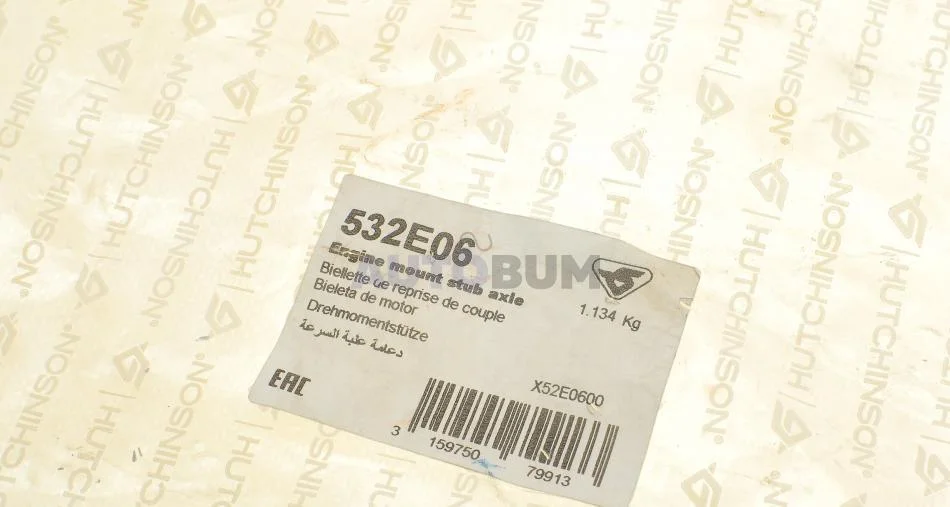 532E06
Engine mount stub axle
Biellette de reprise de couple
Bieleta de motor
Drehmomentstütze
دعامة علبة السرعة
1.134 Kg
EAC
X52E0600
3 159750 79913
AUTOBUM
HUTCHINSON®